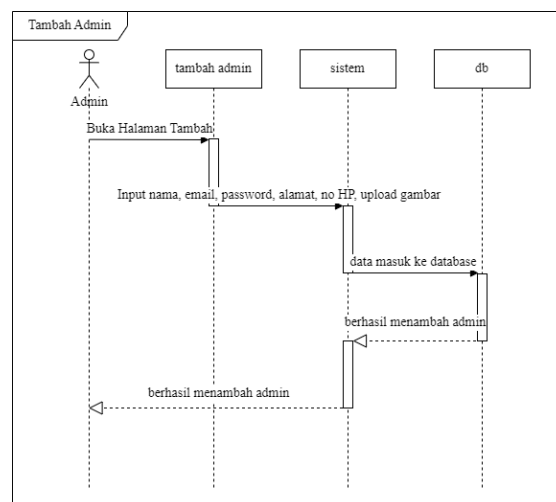 Tambah Admin
tambah admin
sistem
db
Admin
Buka Halaman Tambah
Input nama, email, password, alamat, no HP, upload gambar
data masuk ke database
berhasil menambah admin
berhasil menambah admin